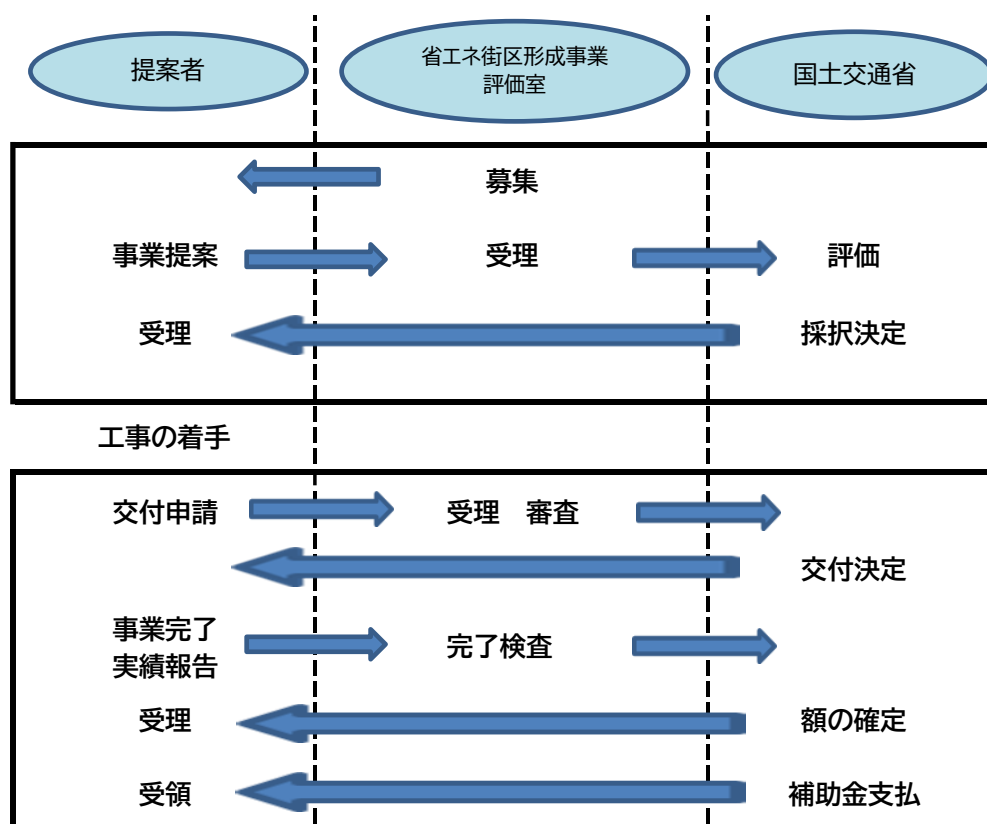 提案者
省エネ街区形成事業
評価室
国土交通省
募集
事業提案
受理
評価
受理
採択決定
工事の着手
交付申請
受理　審査
交付決定
事業完了
実績報告
完了検査
受理
額の確定
受領
補助金支払